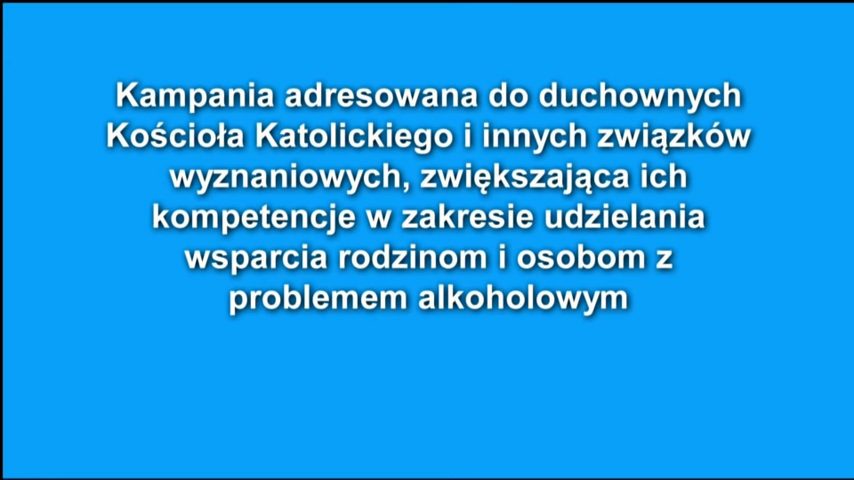 Kampania adresowana do duchownych
Kościoła Katolickiego i innych związków
wyznaniowych, zwiększająca ich
kompetencje w zakresie udzielania
wsparcia rodzinom i osobom z
problemem alkoholowym